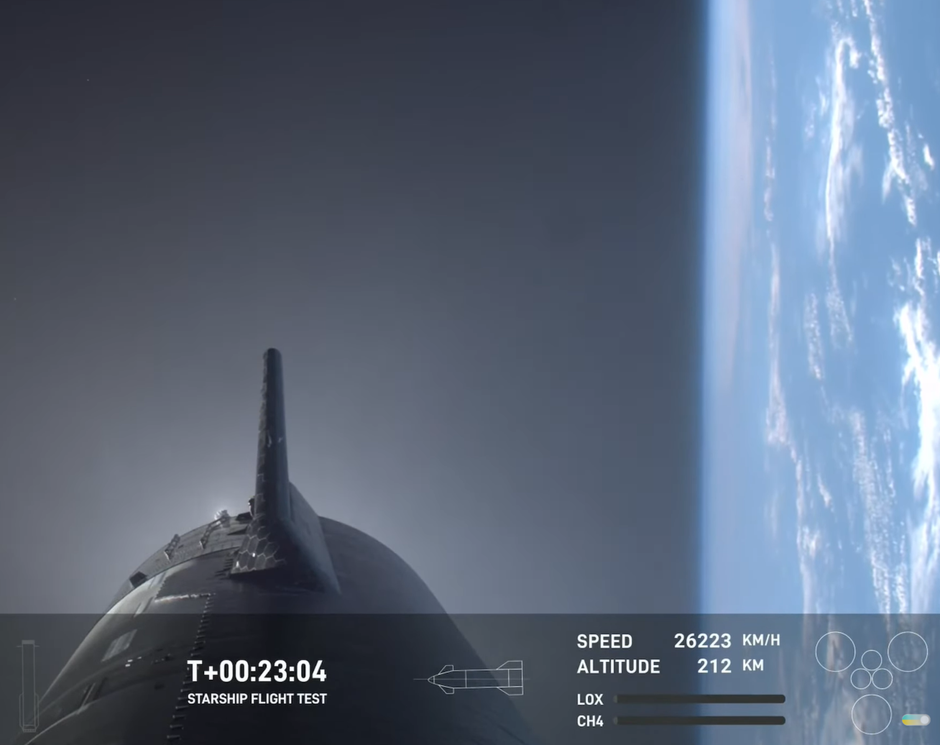 T+00:23:04
STARSHIP FLIGHT TEST
SPEED 26223 KM/H
ALTITUDE 212 KM
LOX
CH4